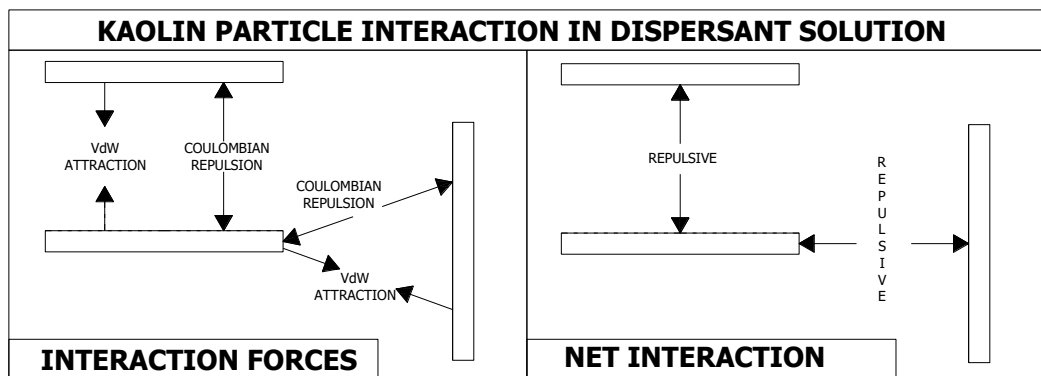 KAOLIN PARTICLE INTERACTION IN DISPERSANT SOLUTION
VdW
ATTRACTION
COULOMBIAN
REPULSION
COULOMBIAN
REPULSION
VdW
ATTRACTION
INTERACTION FORCES
REPULSIVE
REPULSIVE
NET INTERACTION